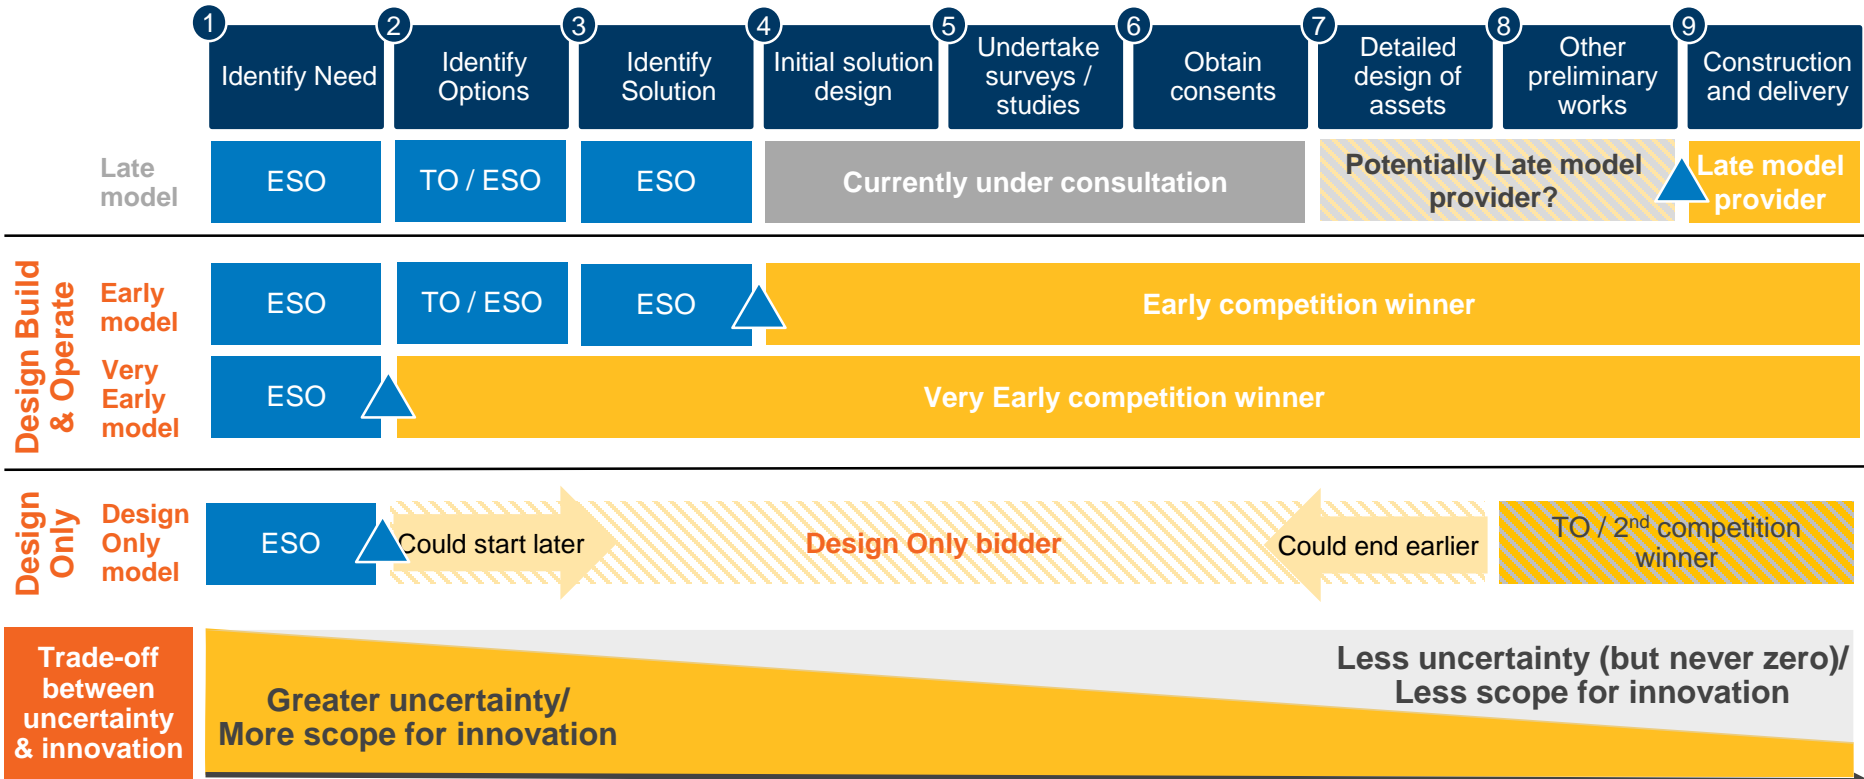 1
2
3
4
5
6
7
8
9
Identify Need
Identify
Options
Identify
Solution
Initial solution
design
Undertake
surveys /
studies
Obtain
consents
Detailed
design of
assets
Other
preliminary
works
Construction
and delivery
Late
model
ESO
TO / ESO
ESO
Currently under consultation
Potentially Late model
provider?
Late model
provider
Design Build
& Operate
Early
model
ESO
TO / ESO
ESO
Early competition winner
Very
Early
model
ESO
Very Early competition winner
Design
Only
Design
Only
model
ESO
Could start later
Design Only bidder
Could end earlier
TO / 2nd competition
winner
Trade-off
between
uncertainty
& innovation
Greater uncertainty/
More scope for innovation
Less uncertainty (but never zero)/
Less scope for innovation